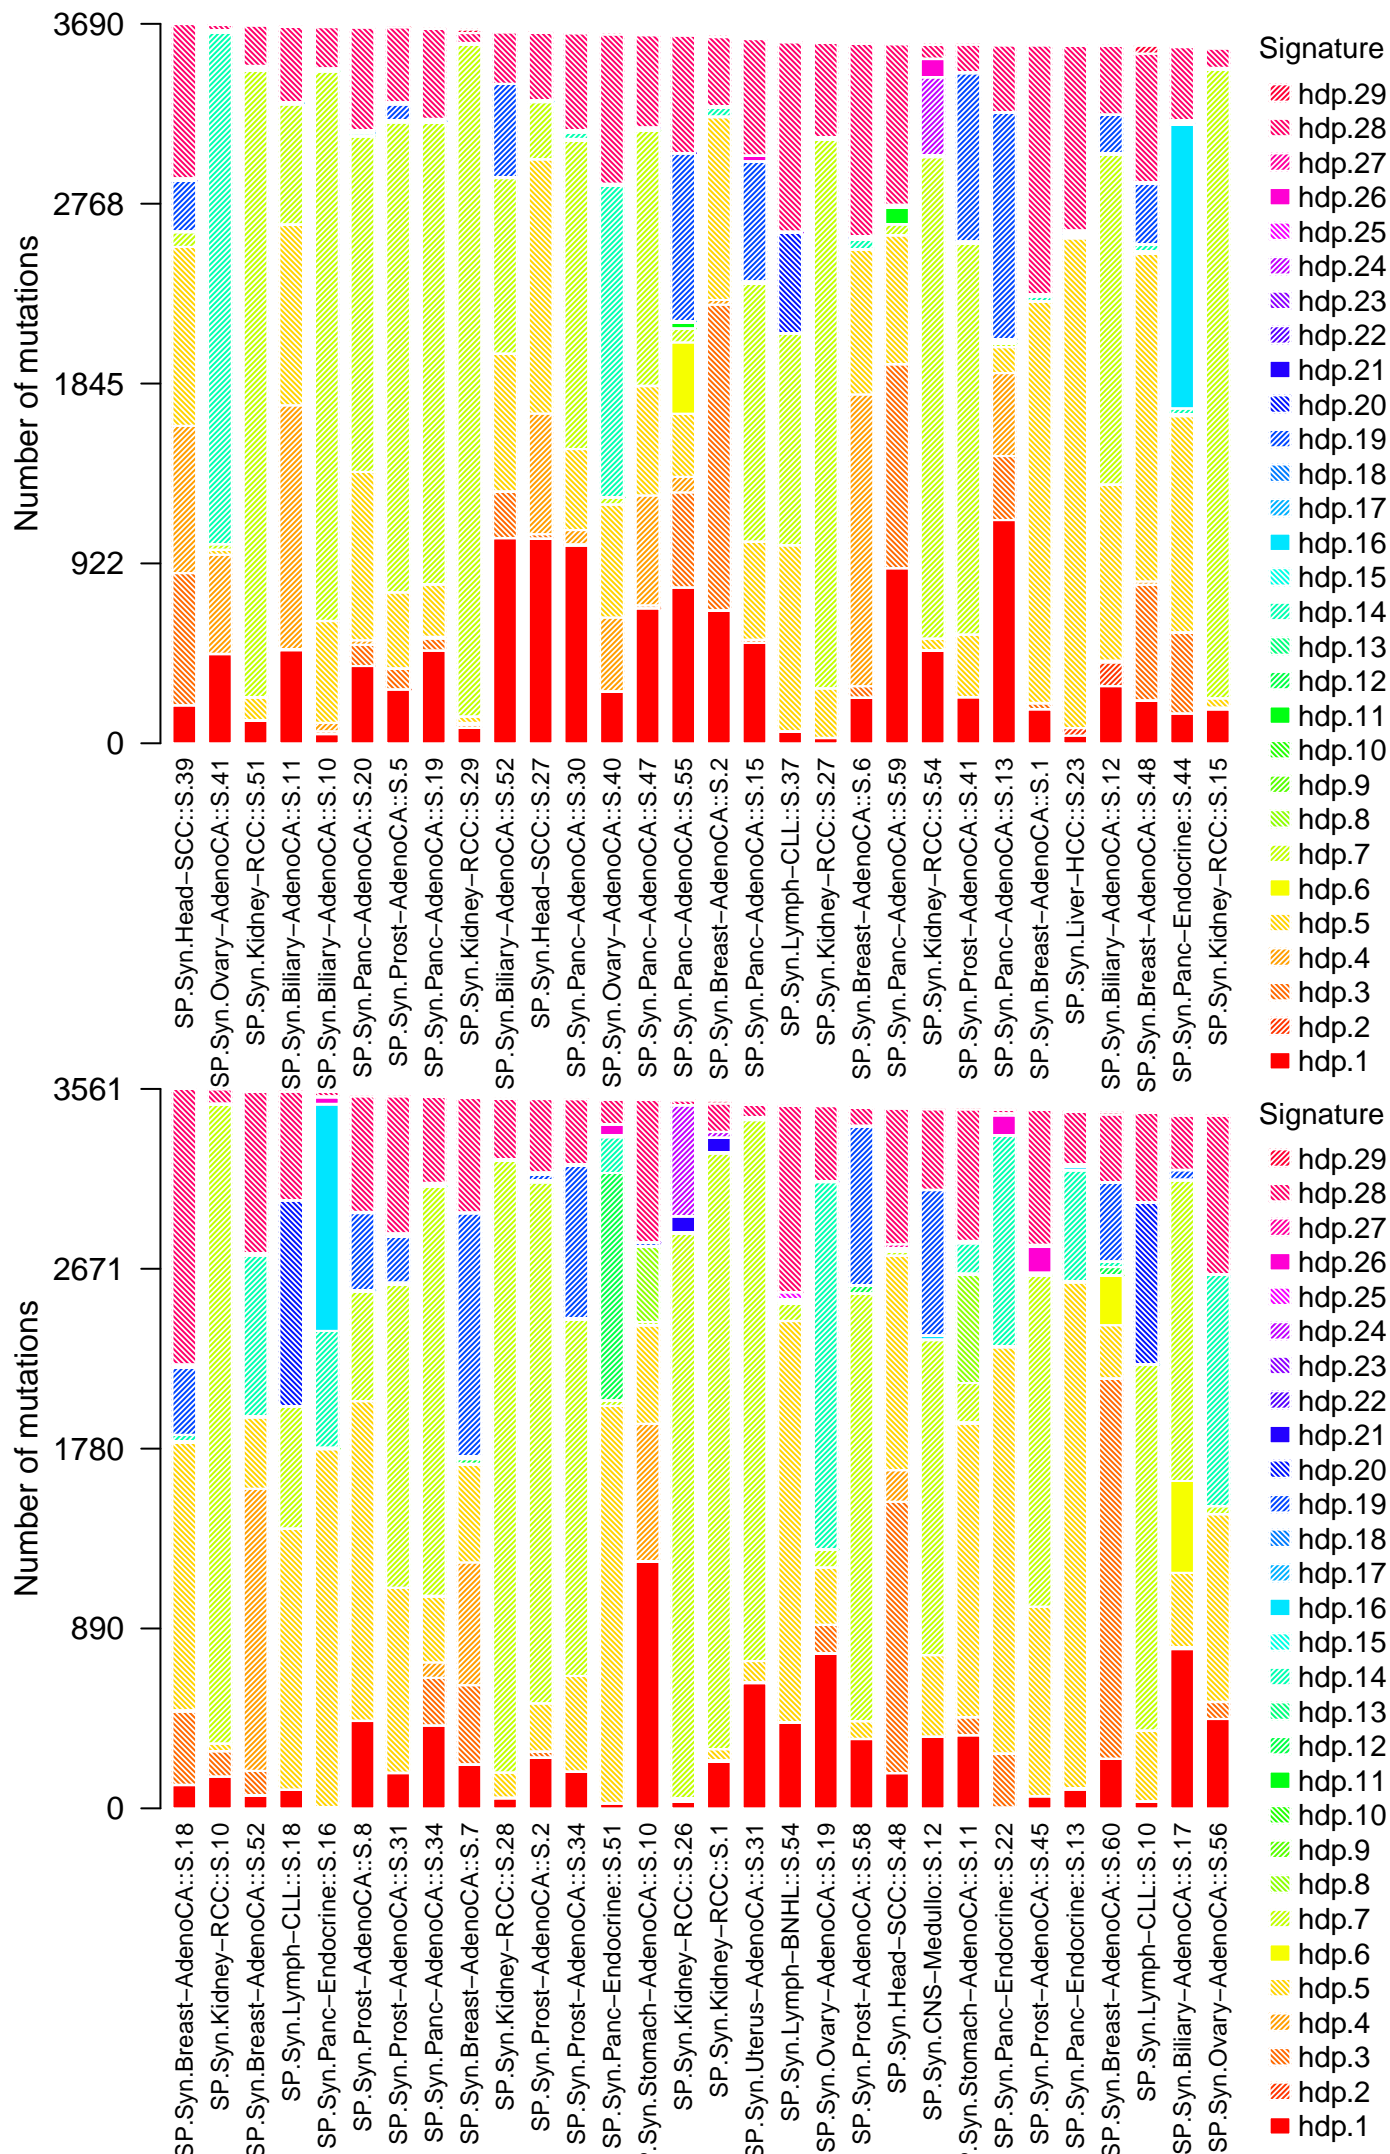 Number of mutations
3690
2768
1845
922
0
SP.Syn.Head−SCC::S.39
SP.Syn.Ovary−AdenoCA::S.41
SP.Syn.Kidney−RCC::S.51
SP.Syn.Biliary−AdenoCA::S.11
SP.Syn.Biliary−AdenoCA::S.10
SP.Syn.Panc−AdenoCA::S.20
SP.Syn.Prost−AdenoCA::S.5
SP.Syn.Panc−AdenoCA::S.19
SP.Syn.Kidney−RCC::S.29
SP.Syn.Biliary−AdenoCA::S.52
SP.Syn.Head−SCC::S.27
SP.Syn.Panc−AdenoCA::S.30
SP.Syn.Ovary−AdenoCA::S.40
SP.Syn.Panc−AdenoCA::S.47
SP.Syn.Panc−AdenoCA::S.55
SP.Syn.Breast−AdenoCA::S.2
SP.Syn.Panc−AdenoCA::S.15
SP.Syn.Lymph−CLL::S.37
SP.Syn.Kidney−RCC::S.27
SP.Syn.Breast−AdenoCA::S.6
SP.Syn.Panc−AdenoCA::S.59
SP.Syn.Kidney−RCC::S.54
SP.Syn.Prost−AdenoCA::S.41
SP.Syn.Panc−AdenoCA::S.13
SP.Syn.Breast−AdenoCA::S.1
SP.Syn.Liver−HCC::S.23
SP.Syn.Biliary−AdenoCA::S.12
SP.Syn.Breast−AdenoCA::S.48
SP.Syn.Panc−Endocrine::S.44
SP.Syn.Kidney−RCC::S.15
Signature
hdp.29
hdp.28
hdp.27
hdp.26
hdp.25
hdp.24
hdp.23
hdp.22
hdp.21
hdp.20
hdp.19
hdp.18
hdp.17
hdp.16
hdp.15
hdp.14
hdp.13
hdp.12
hdp.11
hdp.10
hdp.9
hdp.8
hdp.7
hdp.6
hdp.5
hdp.4
hdp.3
hdp.2
hdp.1
Number of mutations
3561
2671
1780
890
0
SP.Syn.Breast−AdenoCA::S.18
SP.Syn.Kidney−RCC::S.10
SP.Syn.Breast−AdenoCA::S.52
SP.Syn.Lymph−CLL::S.18
SP.Syn.Panc−Endocrine::S.16
SP.Syn.Prost−AdenoCA::S.8
SP.Syn.Prost−AdenoCA::S.31
SP.Syn.Panc−AdenoCA::S.34
SP.Syn.Breast−AdenoCA::S.7
SP.Syn.Kidney−RCC::S.28
SP.Syn.Prost−AdenoCA::S.2
SP.Syn.Prost−AdenoCA::S.34
SP.Syn.Panc−Endocrine::S.51
P.Syn.Stomach−AdenoCA::S.10
SP.Syn.Kidney−RCC::S.26
SP.Syn.Kidney−RCC::S.1
SP.Syn.Uterus−AdenoCA::S.31
SP.Syn.Lymph−BNHL::S.54
SP.Syn.Ovary−AdenoCA::S.19
SP.Syn.Prost−AdenoCA::S.58
SP.Syn.Head−SCC::S.48
SP.Syn.CNS−Medullo::S.12
P.Syn.Stomach−AdenoCA::S.11
SP.Syn.Panc−Endocrine::S.22
SP.Syn.Prost−AdenoCA::S.45
SP.Syn.Panc−Endocrine::S.13
SP.Syn.Breast−AdenoCA::S.60
SP.Syn.Lymph−CLL::S.10
SP.Syn.Biliary−AdenoCA::S.17
SP.Syn.Ovary−AdenoCA::S.56
Signature
hdp.29
hdp.28
hdp.27
hdp.26
hdp.25
hdp.24
hdp.23
hdp.22
hdp.21
hdp.20
hdp.19
hdp.18
hdp.17
hdp.16
hdp.15
hdp.14
hdp.13
hdp.12
hdp.11
hdp.10
hdp.9
hdp.8
hdp.7
hdp.6
hdp.5
hdp.4
hdp.3
hdp.2
hdp.1